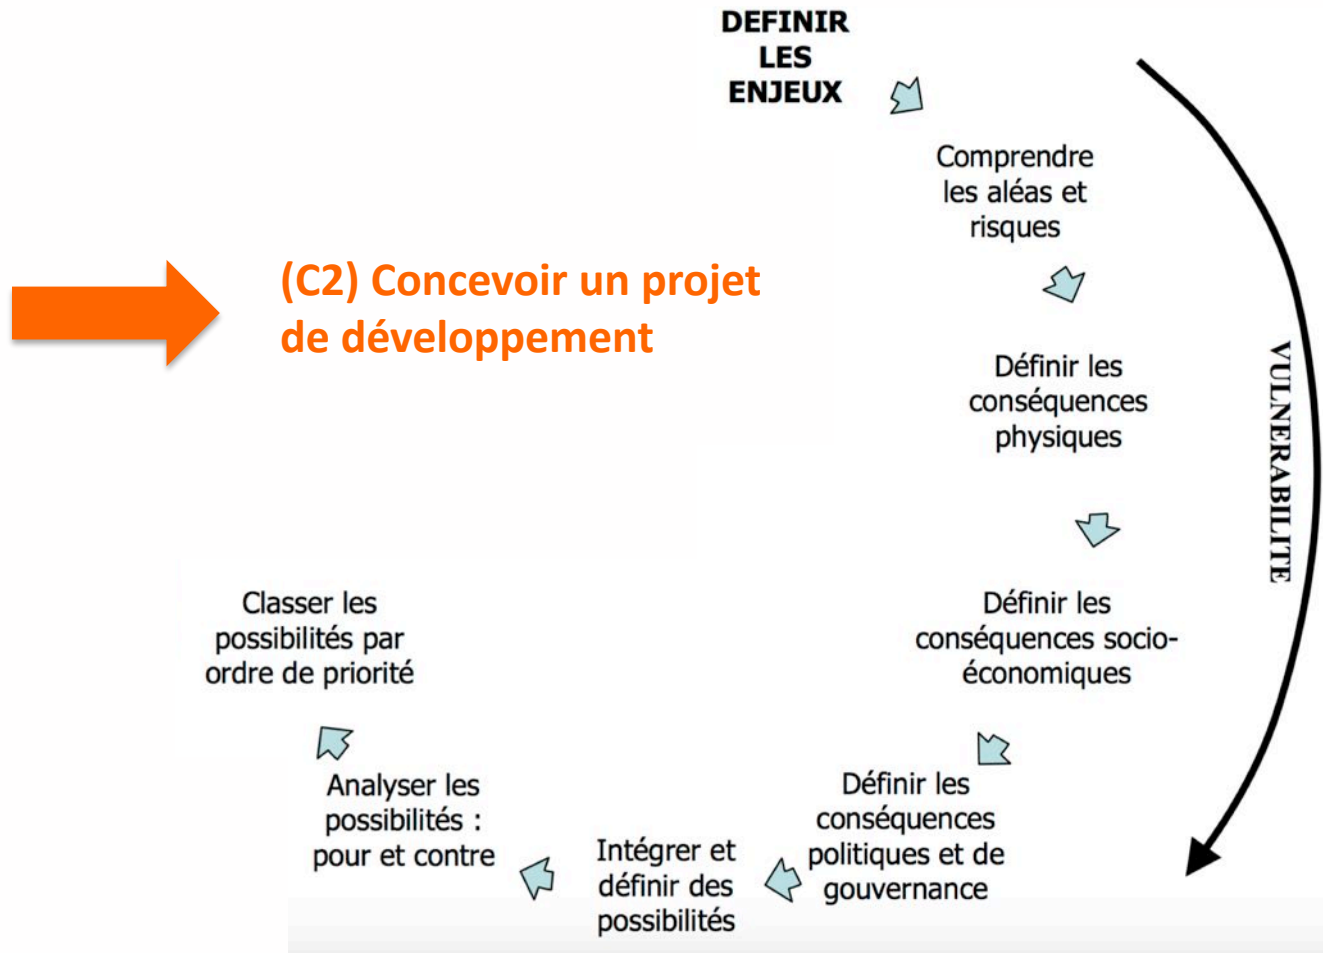 DEFINIR
LES
ENJEUX
Comprendre
les aléas et
risques
(C2) Concevoir un projet
de développement
Définir les
conséquences
physiques
VULNERABILITE
Définir les
conséquences socio-
économiques
Définir les
conséquences
politiques et de
gouvernance
Intégrer et
définir des
possibilités
Analyser les
possibilités :
pour et contre
Classer les
possibilités par
ordre de priorité